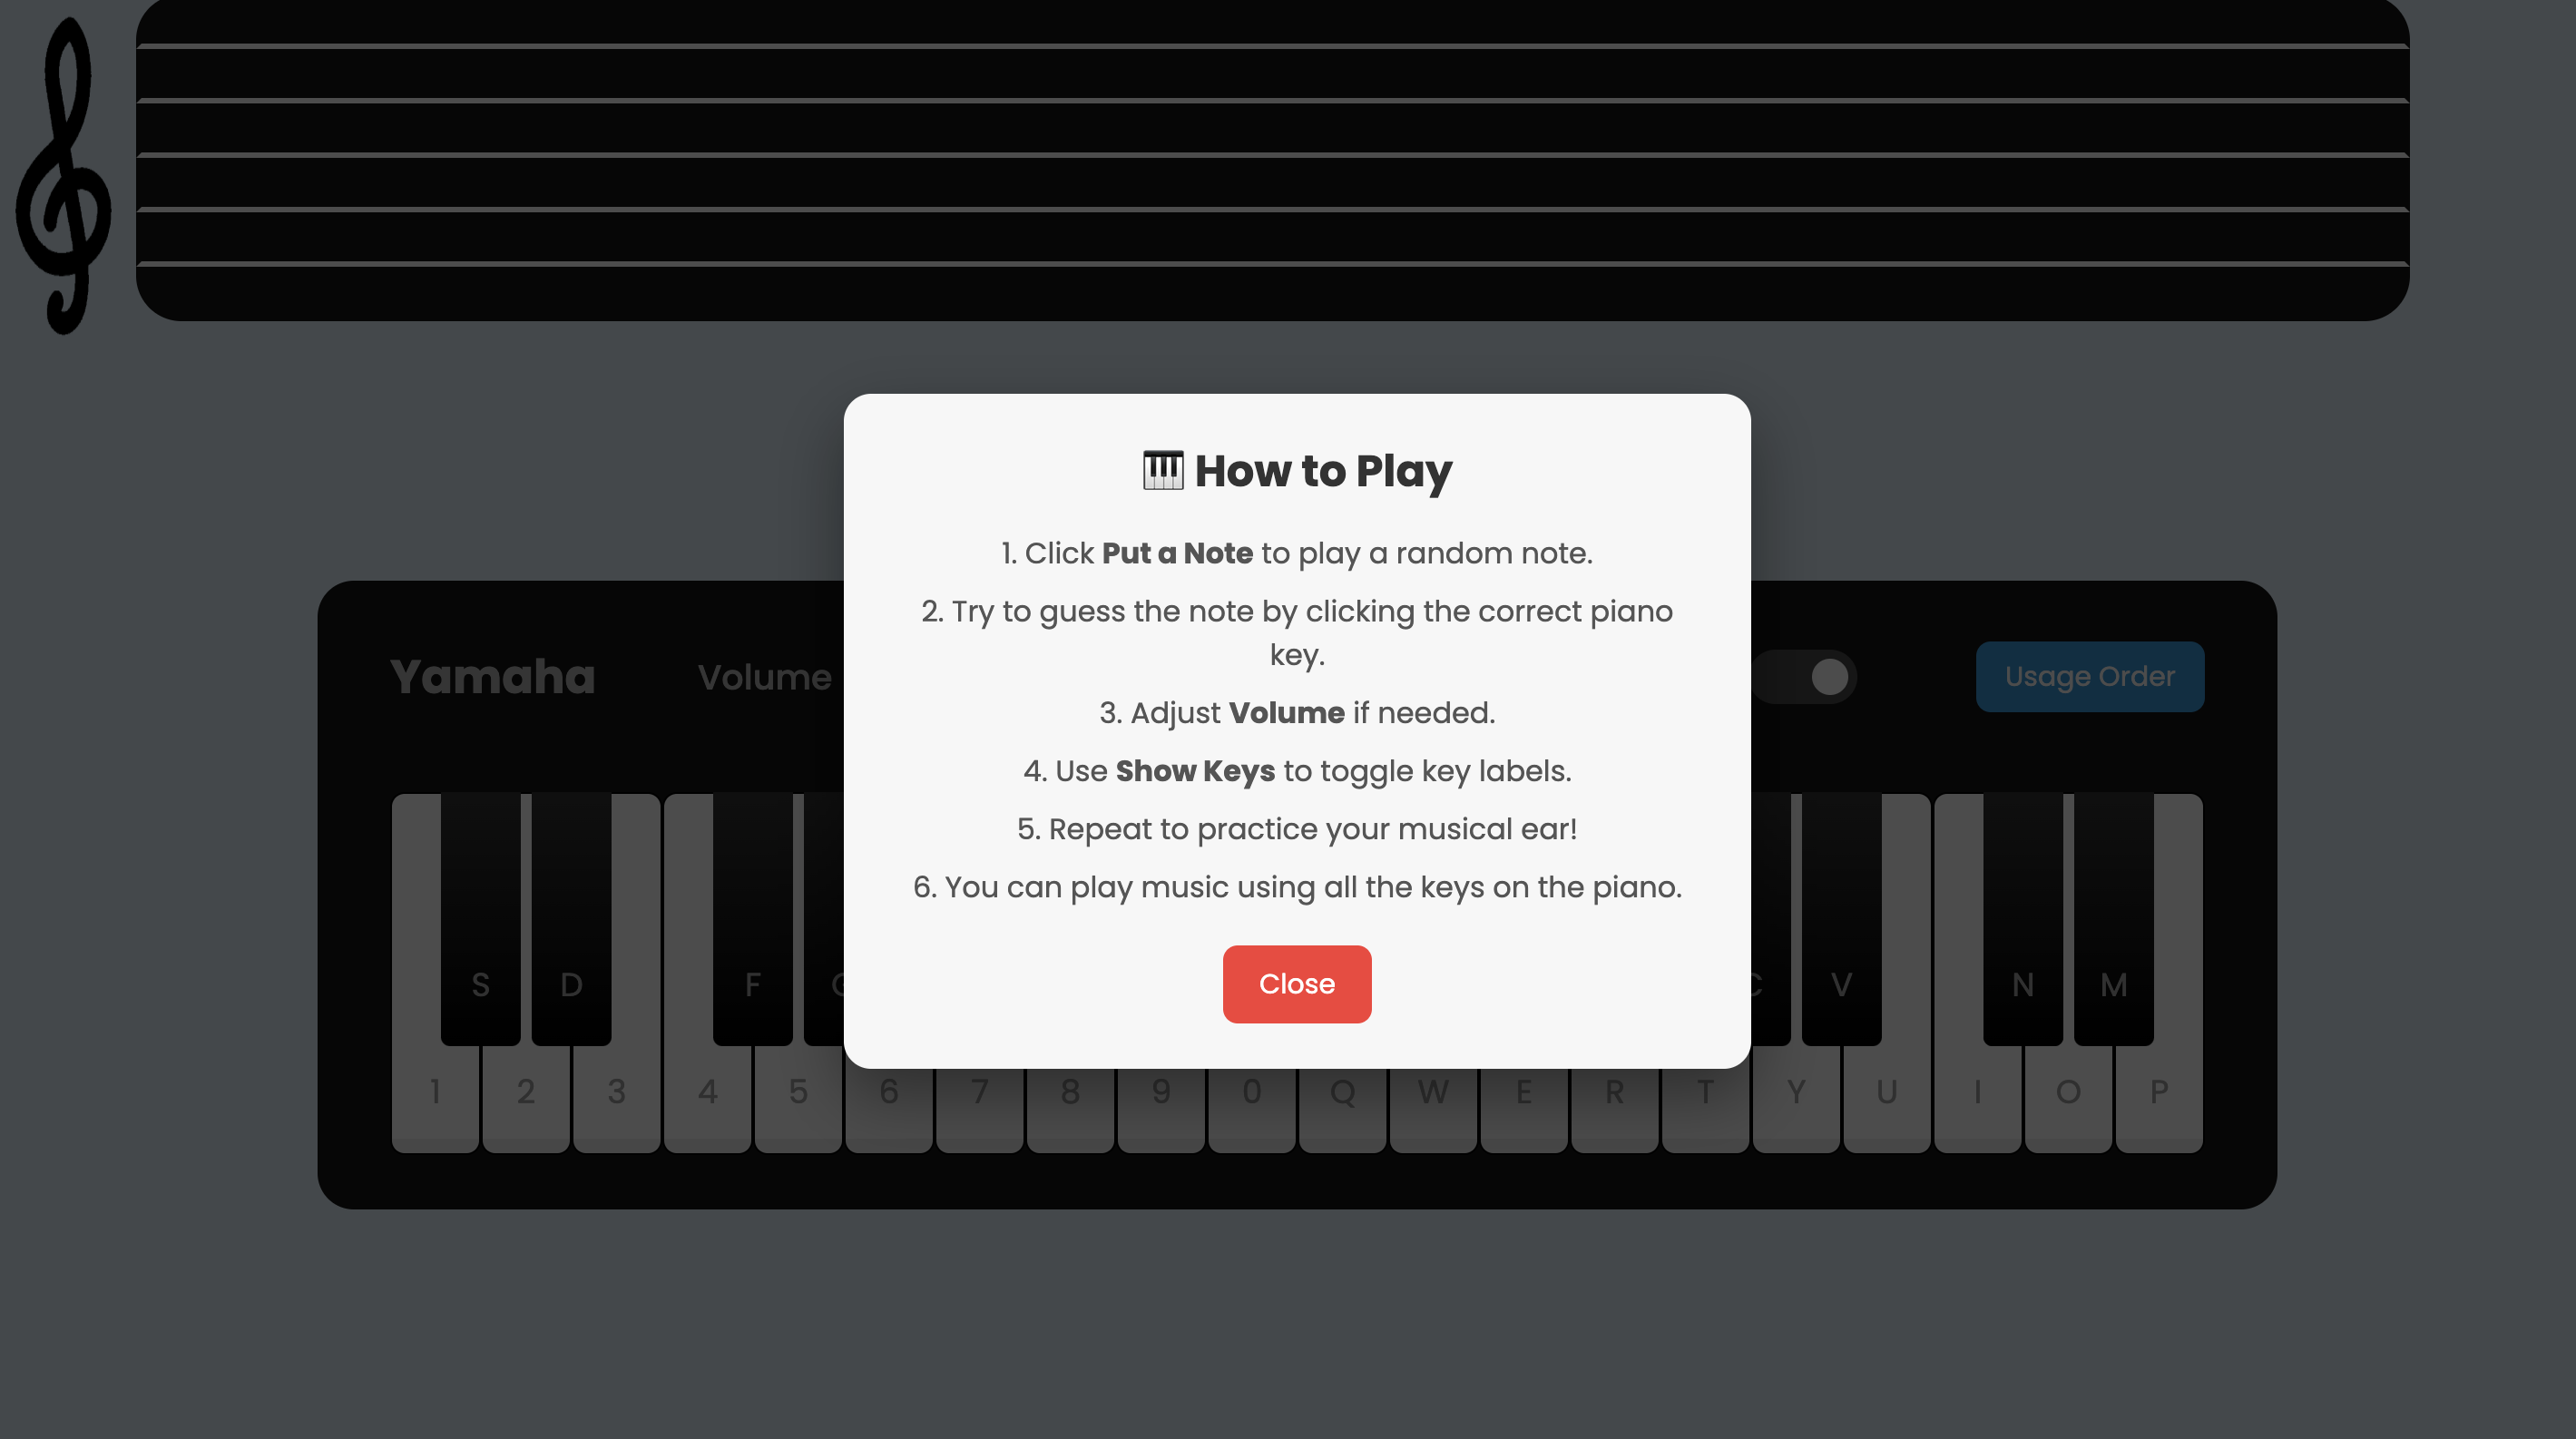 🎹 How to Play
1. Click Put a Note to play a random note.
2. Try to guess the note by clicking the correct piano
key.
3. Adjust Volume if needed.
4. Use Show Keys to toggle key labels.
5. Repeat to practice your musical ear!
6. You can play music using all the keys on the piano.
Close
Yamaha Volume Usage Order
S D F G C V N M
1 2 3 4 5 6 7 8 9 0 Q W E R T Y U I O P